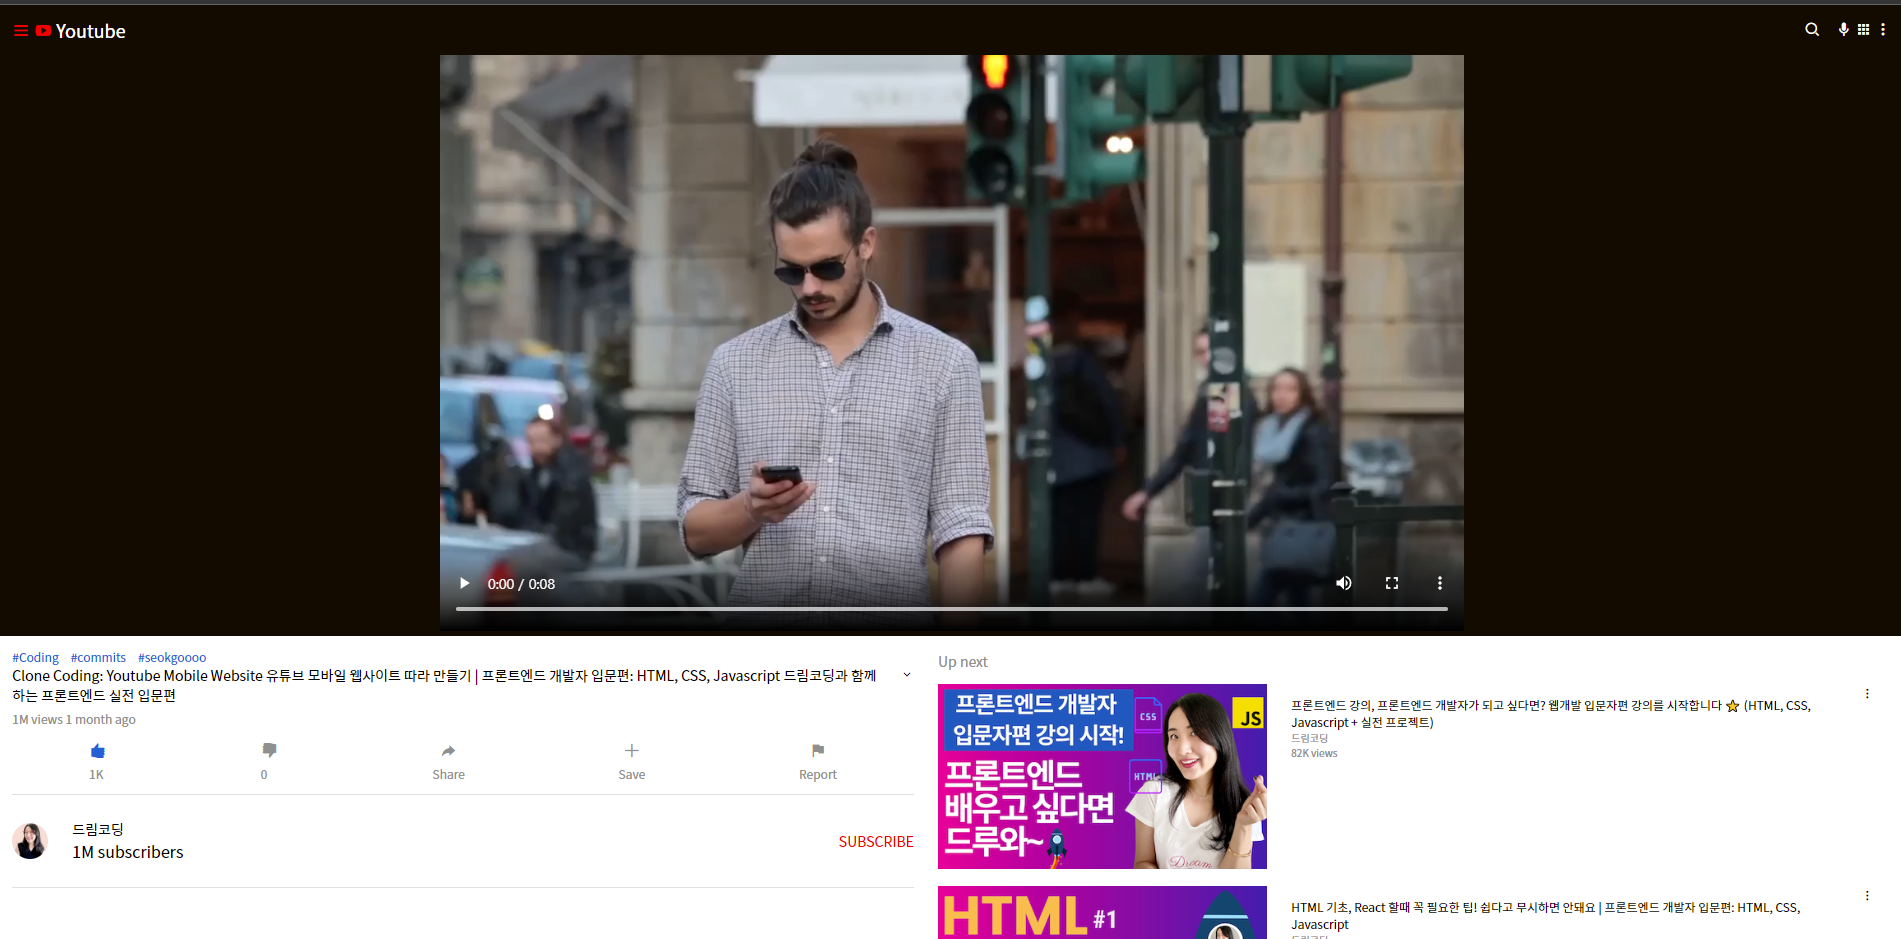 Youtube
0:00 / 0:08
#Coding #commits #seokgoooo
Clone Coding: Youtube Mobile Website 유튜브 모바일 웹사이트 따라 만들기 | 프론트엔드 개발자 입문편: HTML, CSS, Javascript 드림코딩과 함께
하는 프론트엔드 실전 입문편
1M views 1 month ago
1K
0
Share
Save
Report
드림코딩
1M subscribers
SUBSCRIBE
Up next
프론트엔드 개발자
입문자편 강의 시작!
CSS
JS
HTML
프론트엔드
배우고 싶다면
드루와~
Dream
프론트엔드 강의, 프론트엔드 개발자가 되고 싶다면? 웹개발 입문자편 강의를 시작합니다 ⭐ (HTML, CSS,
Javascript + 실전 프로젝트)
드림코딩
82K views
HTML #1
HTML 기초, React 할때 꼭 필요한 팁! 쉽다고 무시하면 안돼요 | 프론트엔드 개발자 입문편: HTML, CSS,
Javascript
드림코딩